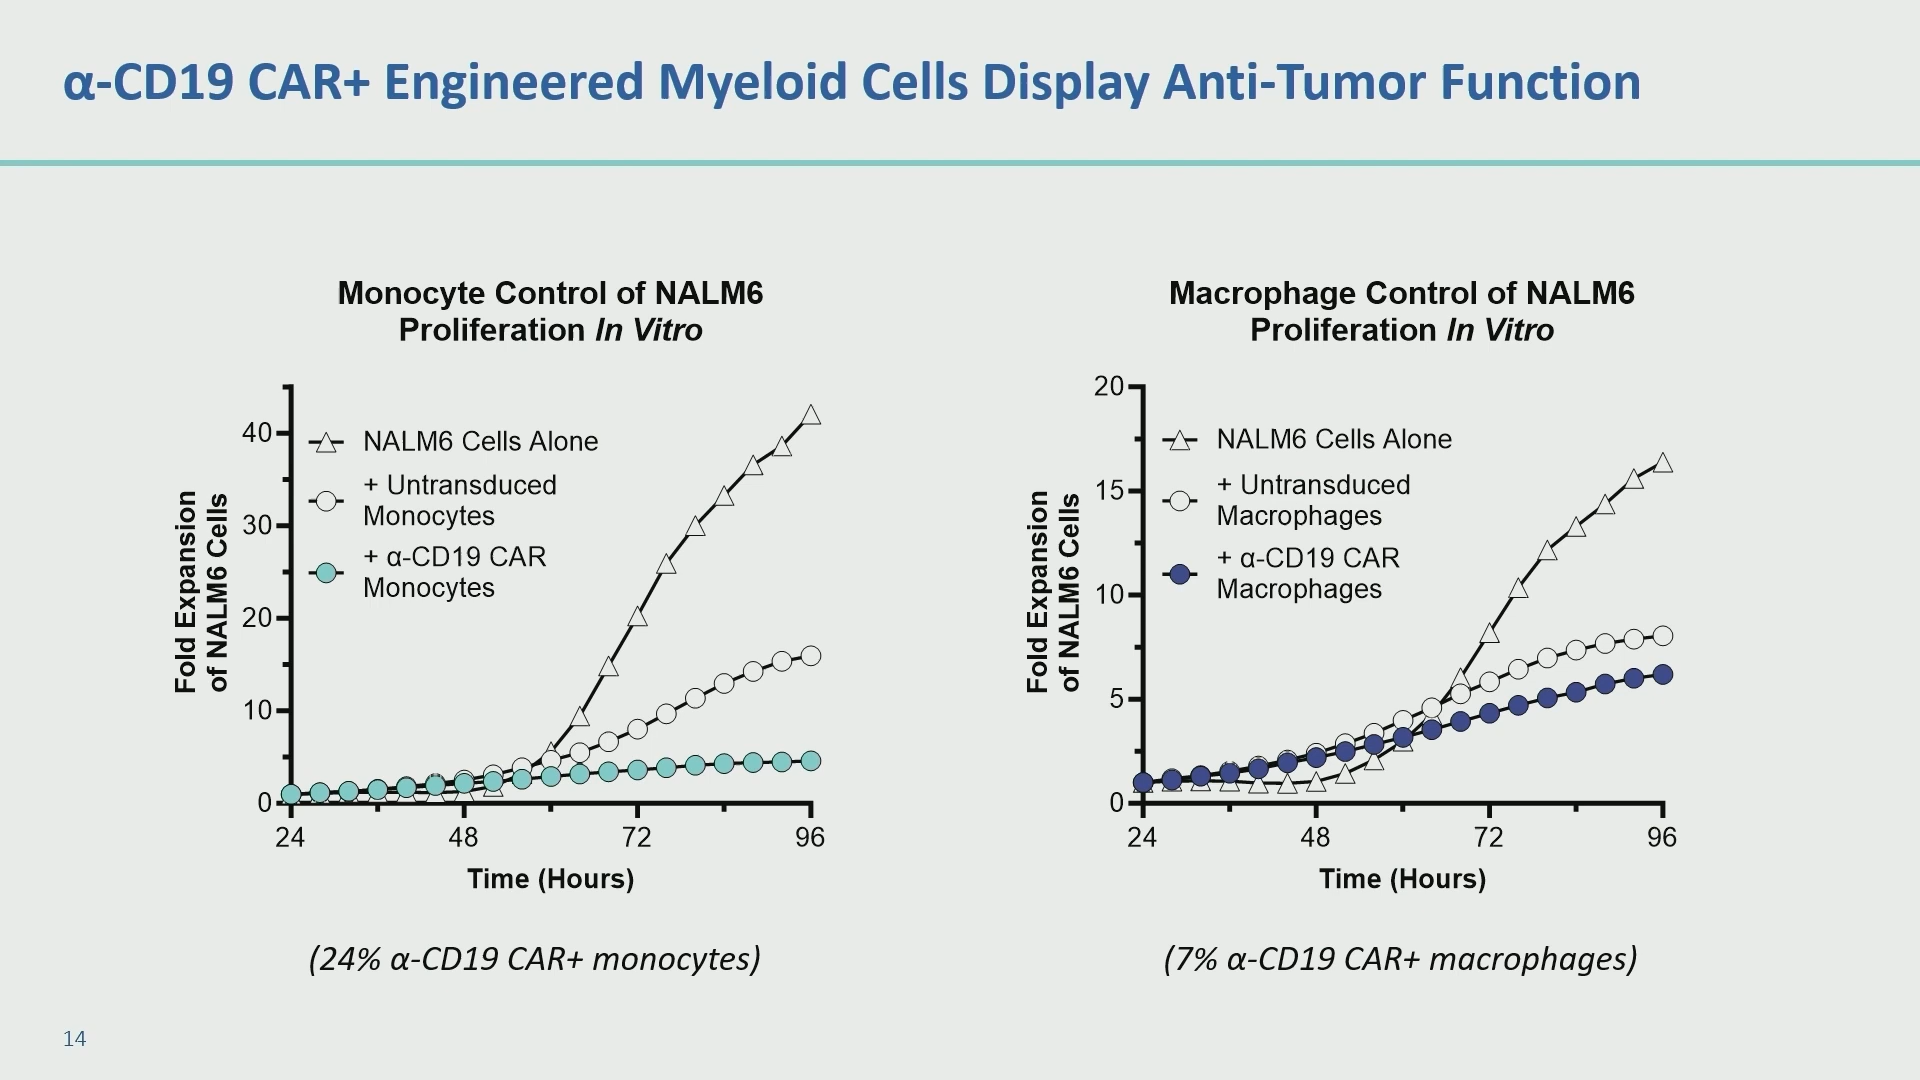 α-CD19 CAR+ Engineered Myeloid Cells Display Anti-Tumor Function
Monocyte Control of NALM6
Proliferation In Vitro
Fold Expansion
of NALM6 Cells
40
30
20
10
0
NALM6 Cells Alone
+ Untransduced
Monocytes
+ α-CD19 CAR
Monocytes
24 48 72 96
Time (Hours)
(24% α-CD19 CAR+ monocytes)
Macrophage Control of NALM6
Proliferation In Vitro
Fold Expansion
of NALM6 Cells
20
15
10
5
0
NALM6 Cells Alone
+ Untransduced
Macrophages
+ α-CD19 CAR
Macrophages
24 48 72 96
Time (Hours)
(7% α-CD19 CAR+ macrophages)
14